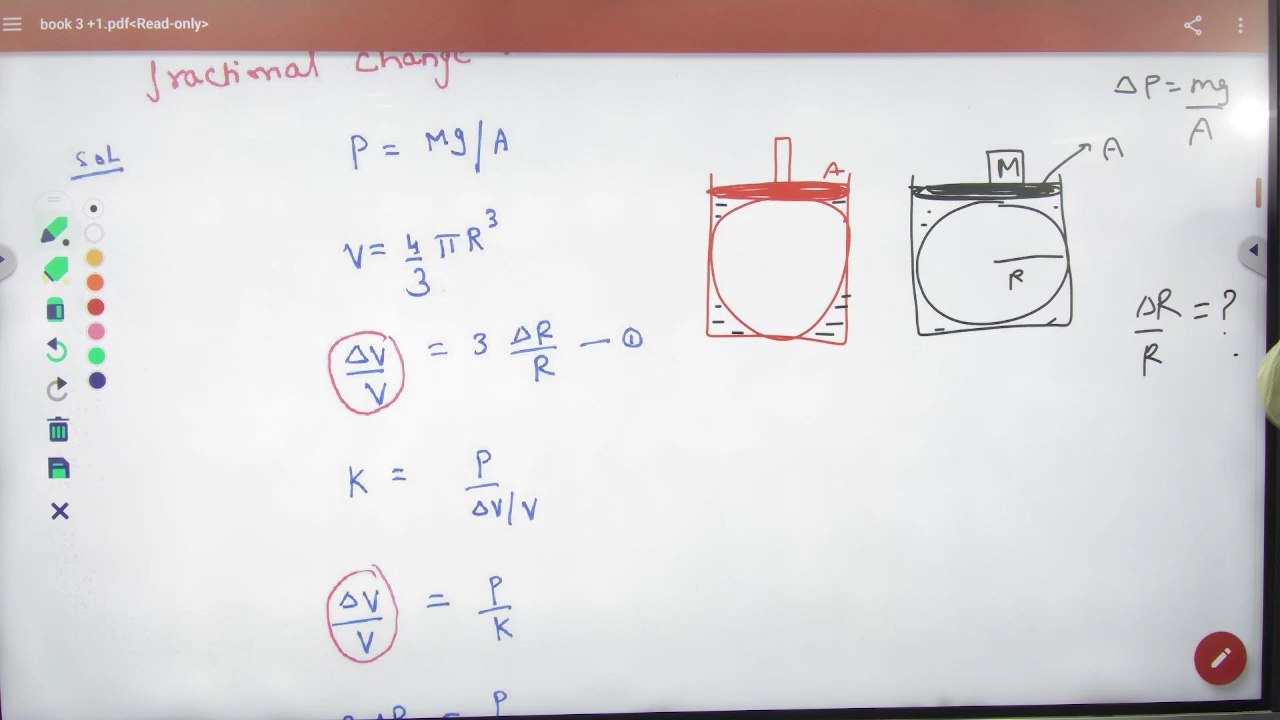 book 3 +1.pdf<Read-only>
fractional change
SOL
P = Mg/A
V = 4/3 πR³
ΔV/V = 3 ΔR/R — ①
K = P/ΔV/V
ΔV/V = P/K
A
M
A
R
ΔP = mg/A
ΔR/R = ?